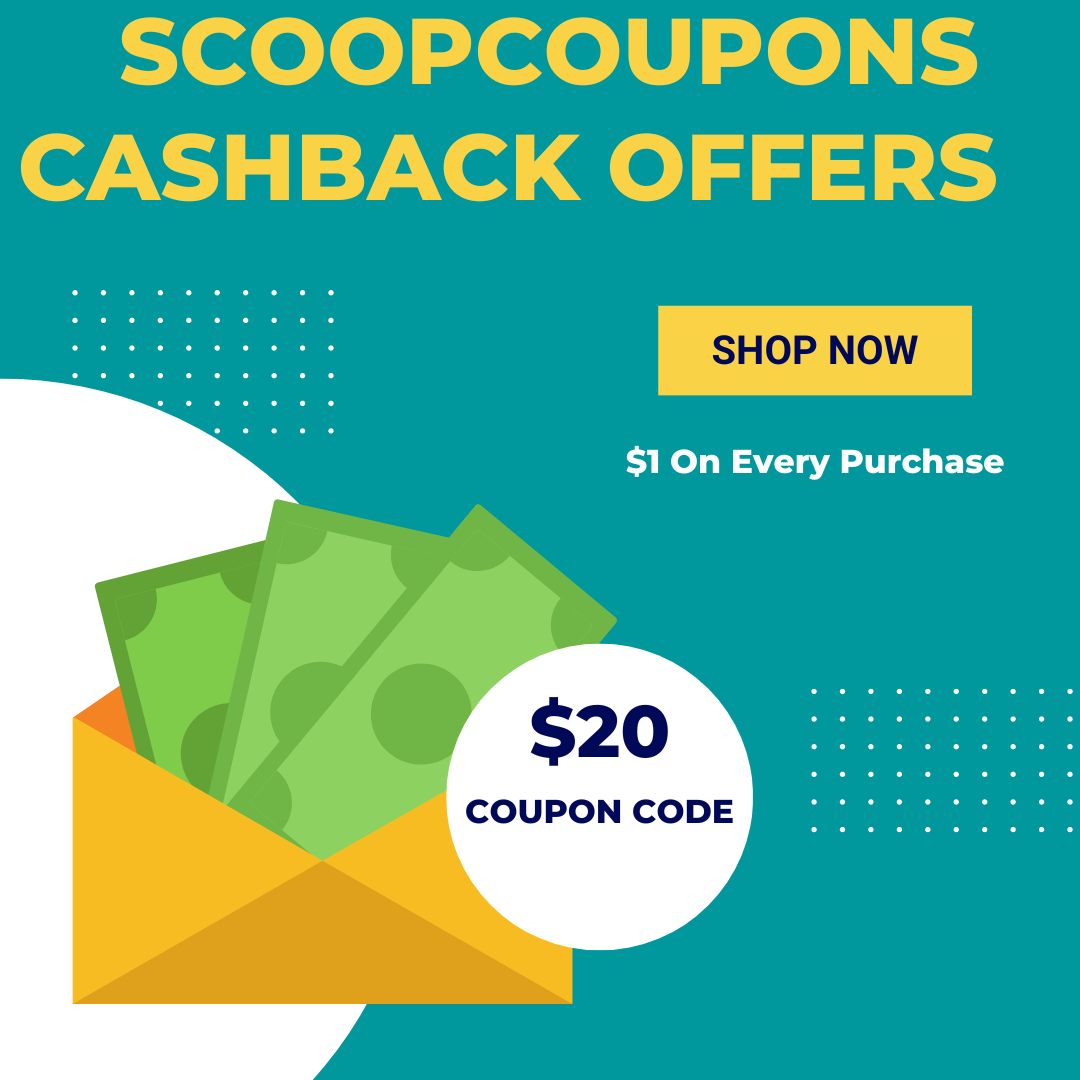 SCOOPCOUPONS
CASHBACK OFFERS
SHOP NOW
$1 On Every Purchase
$20
COUPON CODE